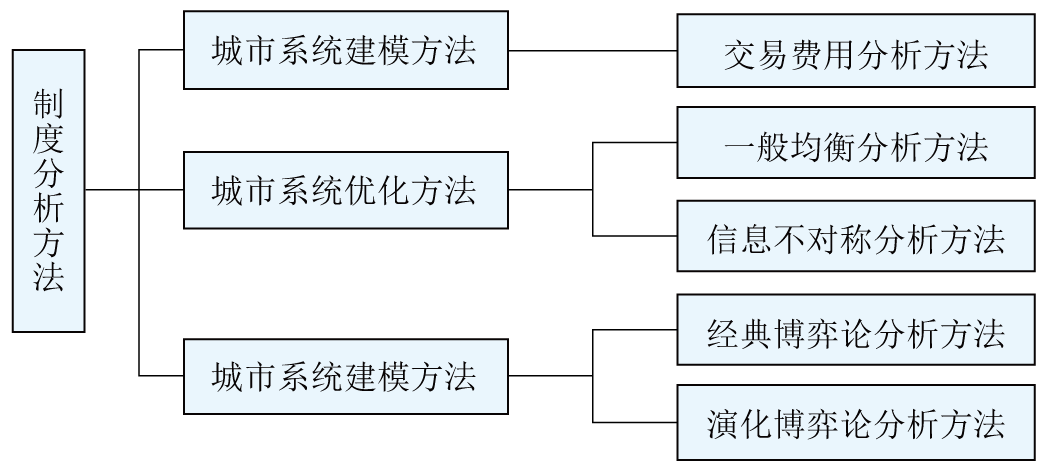 制度分析方法
城市系统建模方法
交易费用分析方法
城市系统优化方法
一般均衡分析方法
信息不对称分析方法
城市系统建模方法
经典博弈论分析方法
演化博弈论分析方法